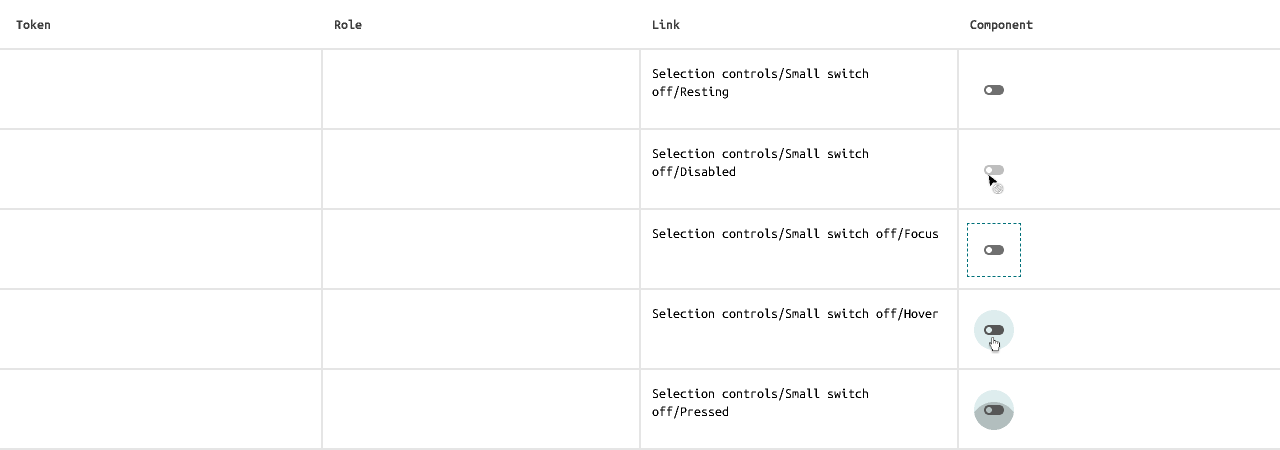 Token
Role
Link
Component
Selection controls/Small switch
off/Resting
Selection controls/Small switch
off/Disabled
Selection controls/Small switch off/Focus
Selection controls/Small switch off/Hover
Selection controls/Small switch
off/Pressed